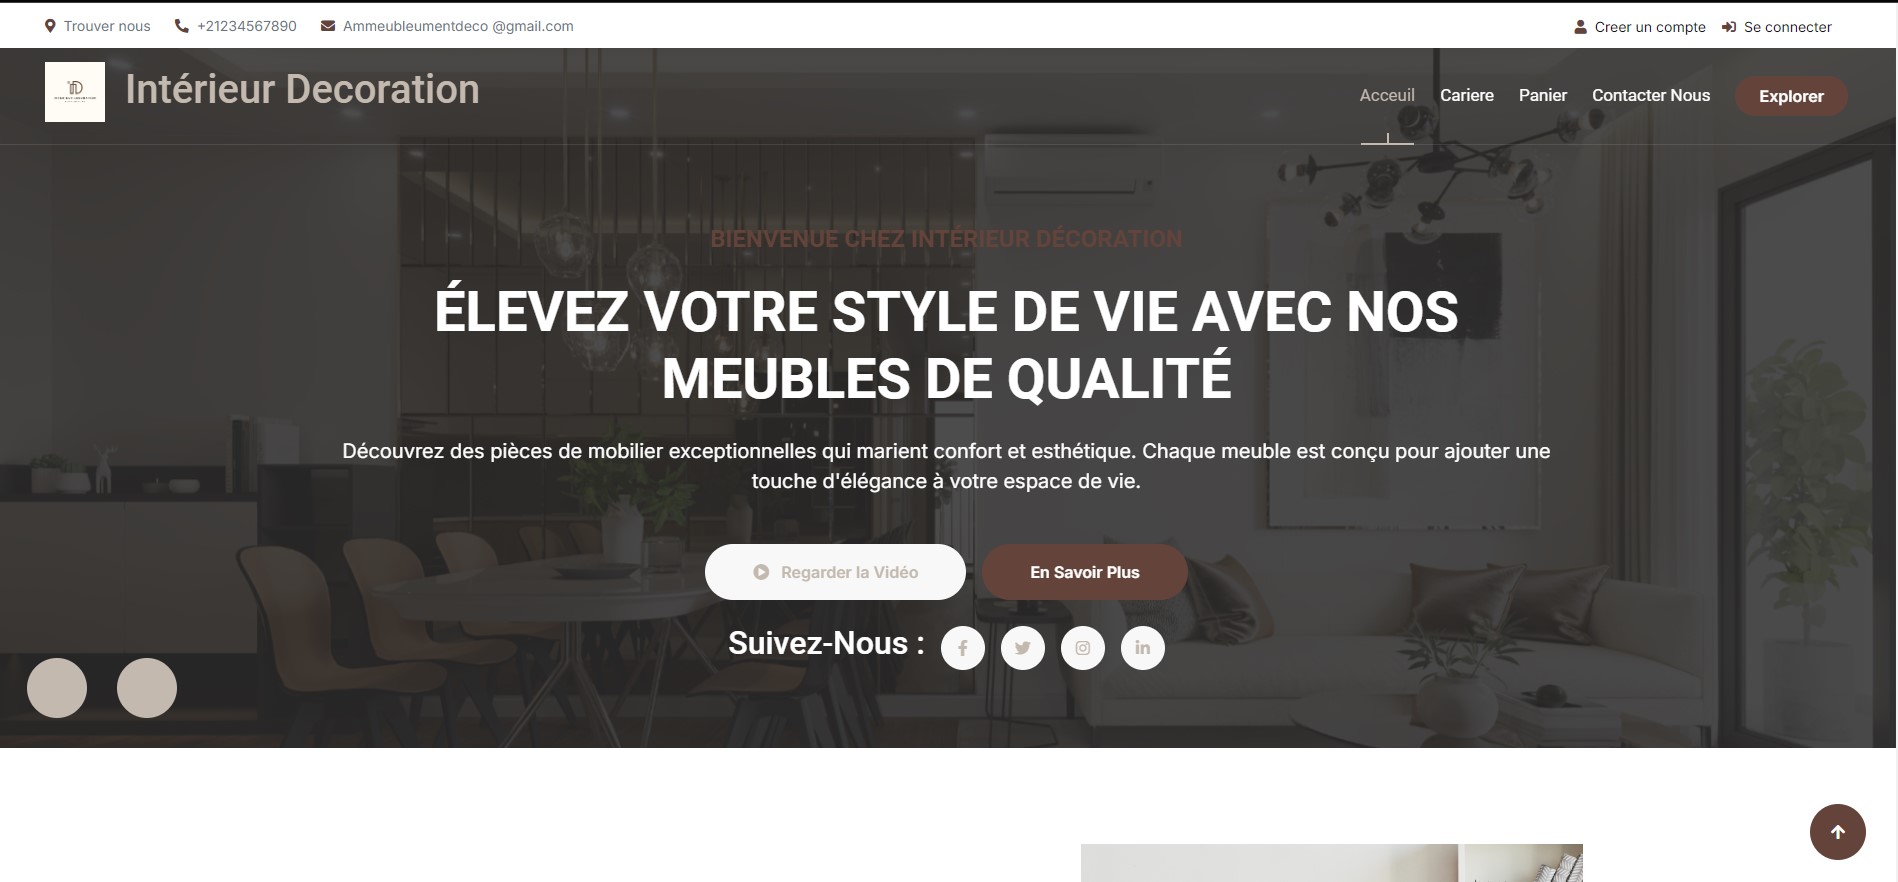 Trouver nous +21234567890 Ammeubleumentdeco @gmail.com Creer un compte Se connecter
Intérieur Decoration
Acceuil Cariere Panier Contacter Nous Explorer
BIENVENUE CHEZ INTÉRIEUR DÉCORATION
ÉLEVEZ VOTRE STYLE DE VIE AVEC NOS
MEUBLES DE QUALITÉ
Découvrez des pièces de mobilier exceptionnelles qui marient confort et esthétique. Chaque meuble est conçu pour ajouter une
touche d'élégance à votre espace de vie.
Regarder la Vidéo En Savoir Plus
Suivez-Nous :